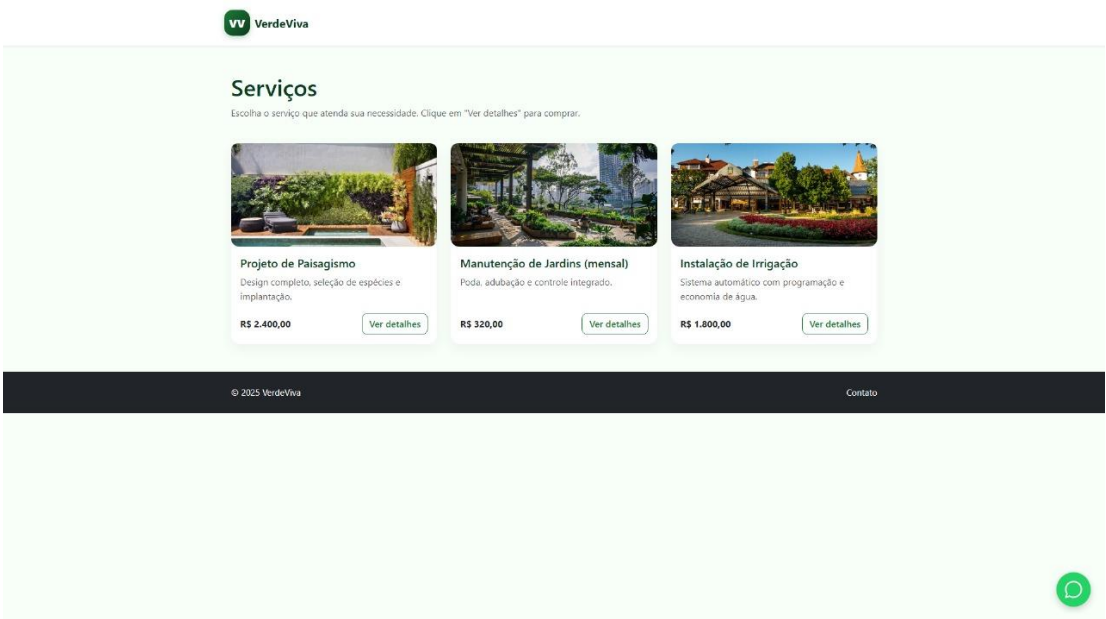 VV VerdeViva
Serviços
Escolha o serviço que atenda sua necessidade. Clique em "Ver detalhes" para comprar.
Projeto de Paisagismo
Design completo, seleção de espécies e
implantação.
R$ 2.400,00 Ver detalhes
Manutenção de Jardins (mensal)
Poda, adubação e controle integrado.
R$ 320,00 Ver detalhes
Instalação de Irrigação
Sistema automático com programação e
economia de água.
R$ 1.800,00 Ver detalhes
© 2025 VerdeViva Contato